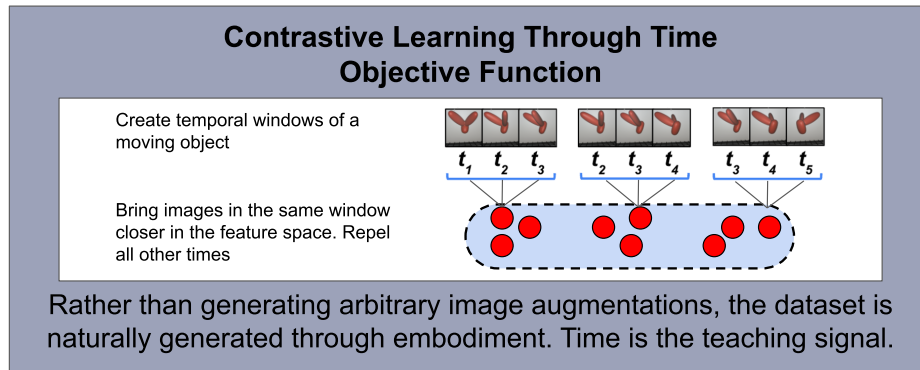 Contrastive Learning Through Time
Objective Function
Create temporal windows of a
moving object
t1 t2 t3 t2 t3 t4 t3 t4 t5
Bring images in the same window
closer in the feature space. Repel
all other times
Rather than generating arbitrary image augmentations, the dataset is
naturally generated through embodiment. Time is the teaching signal.